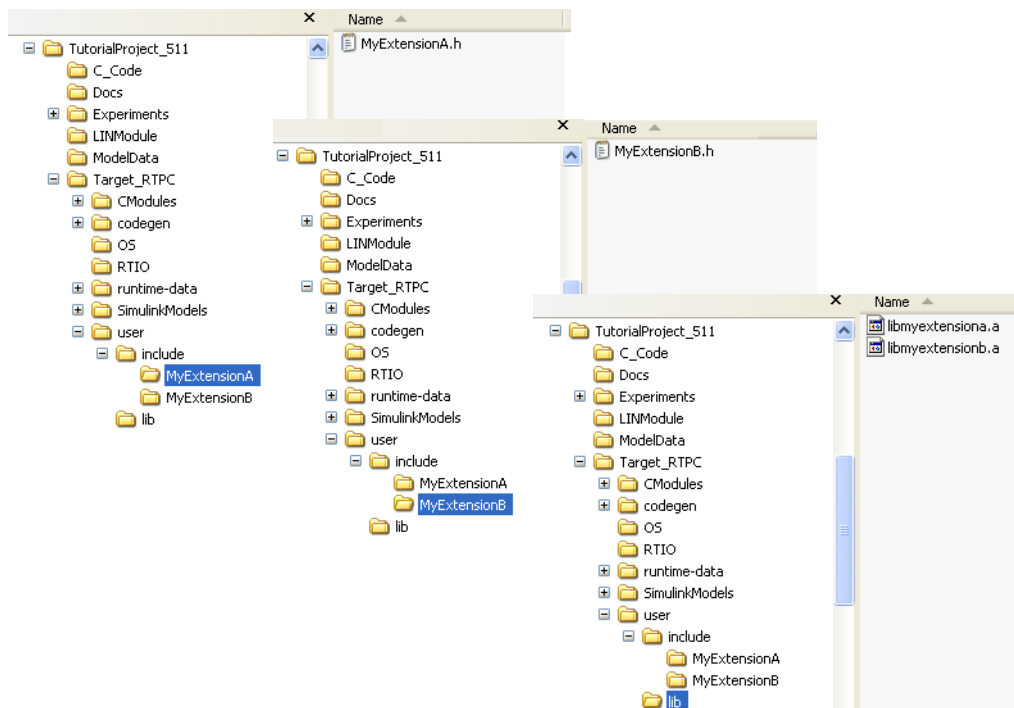 Name
TutorialProject_511
C_Code
Docs
Experiments
LINModule
ModelData
Target_RTPC
CModules
codegen
OS
RTIO
runtime-data
SimulinkModels
user
include
MyExtensionA
MyExtensionB
lib
MyExtensionA.h
Name
TutorialProject_511
C_Code
Docs
Experiments
LINModule
ModelData
Target_RTPC
CModules
codegen
OS
RTIO
runtime-data
SimulinkModels
user
include
MyExtensionA
MyExtensionB
lib
MyExtensionB.h
Name
TutorialProject_511
C_Code
Docs
Experiments
LINModule
ModelData
Target_RTPC
CModules
codegen
OS
RTIO
runtime-data
SimulinkModels
user
include
MyExtensionA
MyExtensionB
lib
libmyextensiona.a
libmyextensionb.a